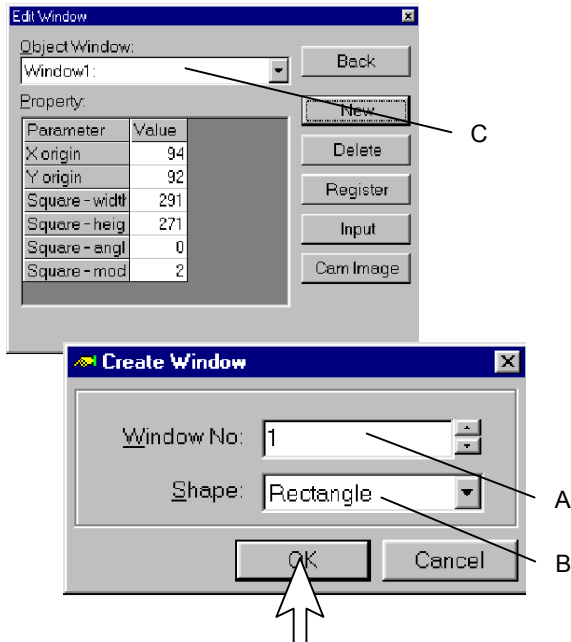 Edit Window
Object Window:
Window1:
Back
Property:
New
Parameter Value
X origin 94
Y origin 92
Square - widtl 291
Square - heig 271
Square - angl 0
Square - mod 2
Delete
Register
Input
Cam Image
C
Create Window
Window No: 1
A
Shape: Rectangle
B
OK Cancel